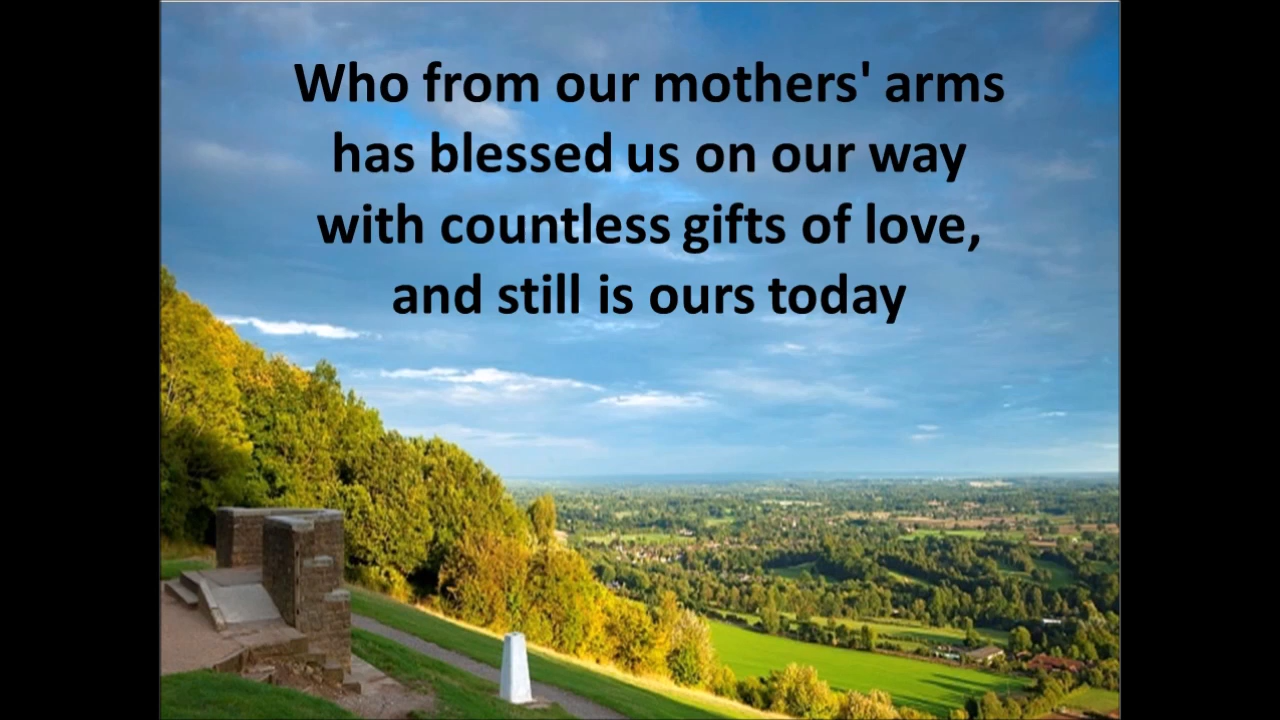 Who from our mothers' arms
has blessed us on our way
with countless gifts of love,
and still is ours today